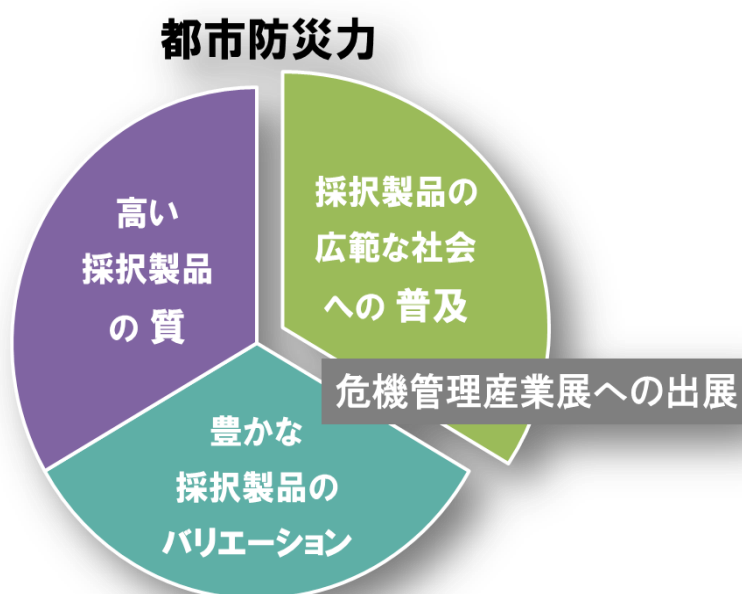 都市防災力
高い
採択製品
の 質
採択製品の
広範な社会
への 普及
危機管理産業展への出展
豊かな
採択製品の
バリエーション